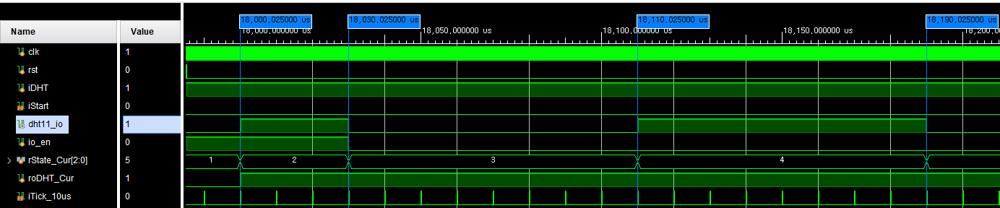 18,000,025000 us 18,030,025000 us 18,110,025000 us 18,190,025000 us
Name Value 18,000,000000 us 18,050,000000 us 18,100,000000 us 18,150,000000 us 18,200,0
clk 1
rst 0
iDHT 1
iStart 0
dht11_io 1
io_en 0
rState_Cur[2:0] 5 1 2 3 4
roDHT_Cur 1
iTick_10us 0